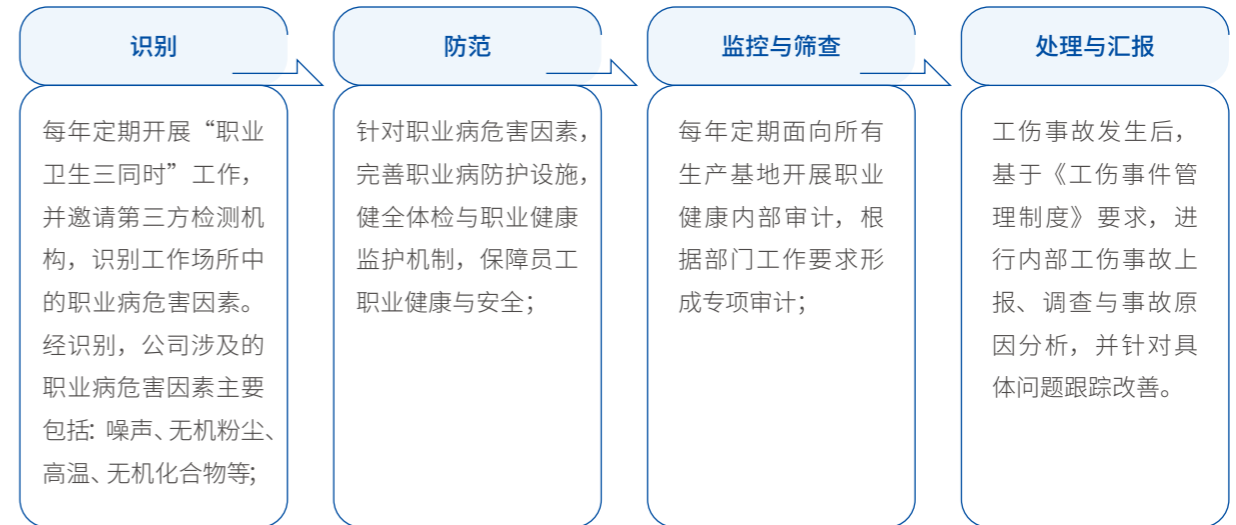 识别
每年定期开展“职业
卫生三同时”工作，
并邀请第三方检测机
构，识别工作场所中
的职业病危害因素。
经识别，公司涉及的
职业病危害因素主要
包括：噪声、无机粉尘、
高温、无机化合物等；
防范
针对职业病危害因素，
完善职业病防护设施，
健全体检与职业健康
监护机制，保障员工
职业健康与安全；
监控与筛查
每年定期面向所有
生产基地开展职业
健康内部审计，根
据部门工作要求形
成专项审计；
处理与汇报
工伤事故发生后，
基于《工伤事件管
理制度》要求，进
行内部工伤事故上
报、调查与事故原
因分析，并针对具
体问题跟踪改善。